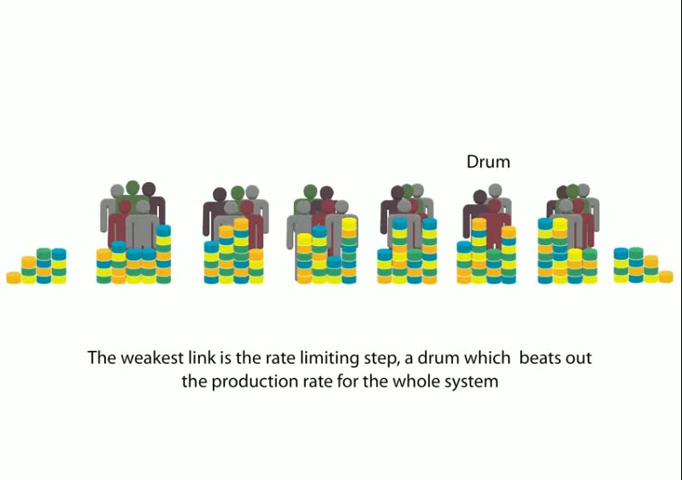 Drum
The weakest link is the rate limiting step, a drum which beats out
the production rate for the whole system